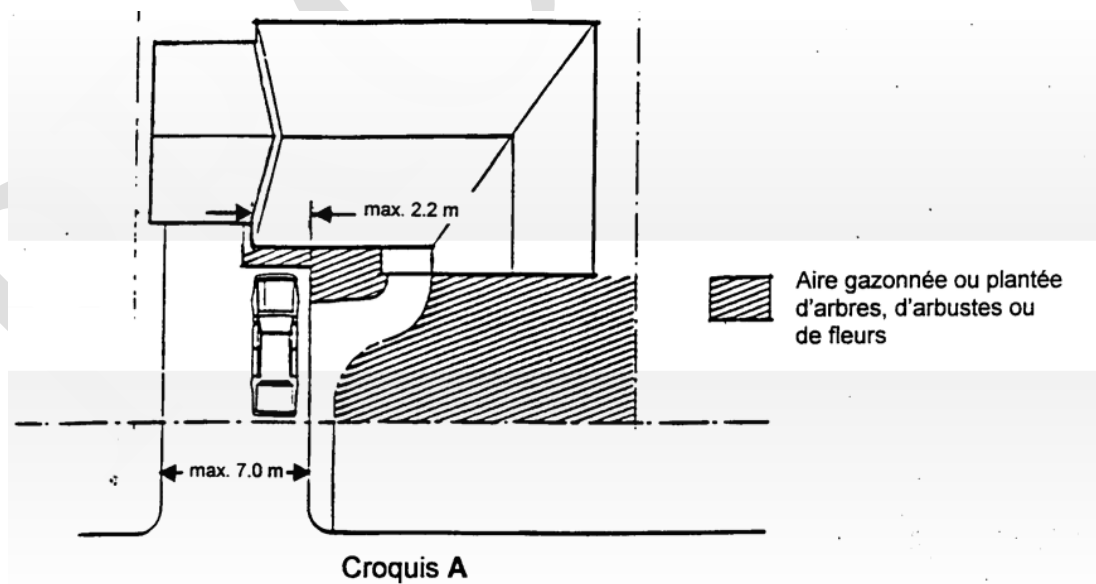 max. 2.2 m
Aire gazonnée ou plantée
d'arbres, d'arbustes ou
de fleurs
max. 7.0 m
Croquis A